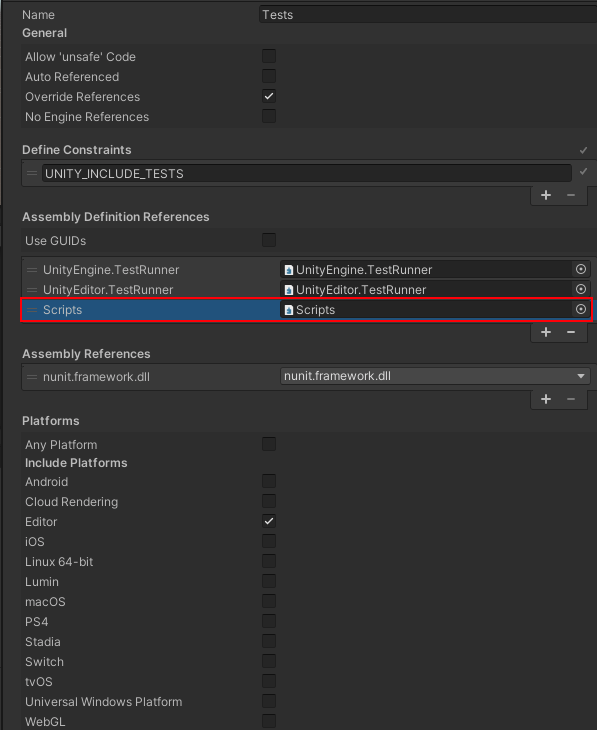 Name Tests
General
Allow 'unsafe' Code
Auto Referenced
Override References
No Engine References
Define Constraints
UNITY_INCLUDE_TESTS
Assembly Definition References
Use GUIDs
UnityEngine.TestRunner UnityEngine.TestRunner
UnityEditor.TestRunner UnityEditor.TestRunner
Scripts Scripts
Assembly References
nunit.framework.dll nunit.framework.dll
Platforms
Any Platform
Include Platforms
Android
Cloud Rendering
Editor
iOS
Linux 64-bit
Lumin
macOS
PS4
Stadia
Switch
tvOS
Universal Windows Platform
WebGL